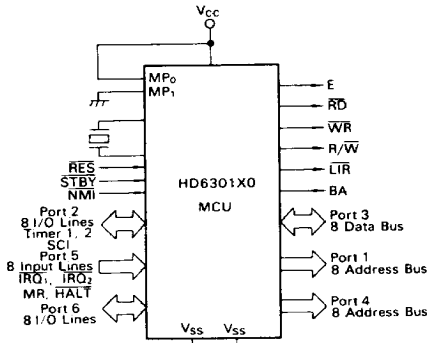 VCC
MP0
MP1
E
RD
WR
R/W
LIR
BA
RES
STBY
NMI
HD6301X0
MCU
Port 2
8 I/O Lines
Timer 1, 2
SCI
Port 5
8 Input Lines
IRQ1, IRQ2
MR, HALT
Port 6
8 I/O Lines
Port 3
8 Data Bus
Port 1
8 Address Bus
Port 4
8 Address Bus
VSS VSS